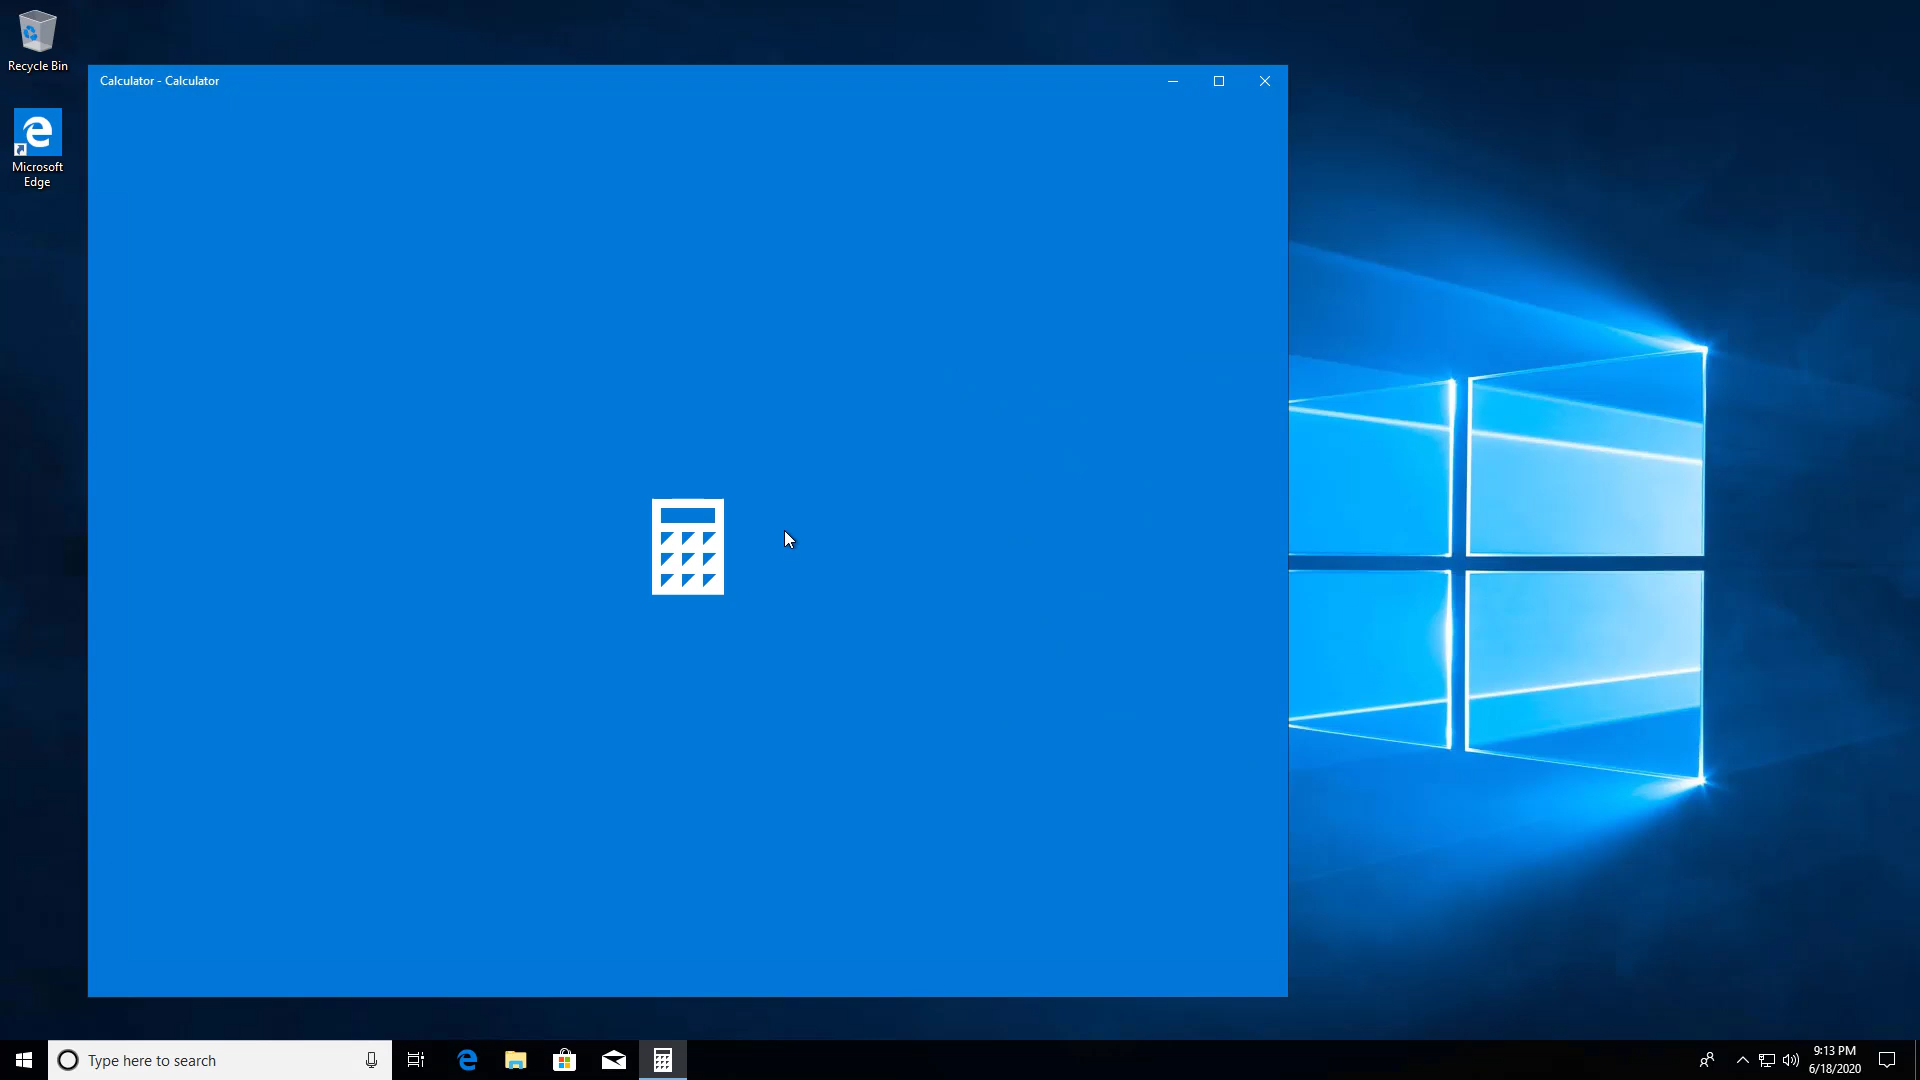 Recycle Bin
Microsoft
Edge
Calculator - Calculator
Type here to search
9:13 PM
6/18/2020